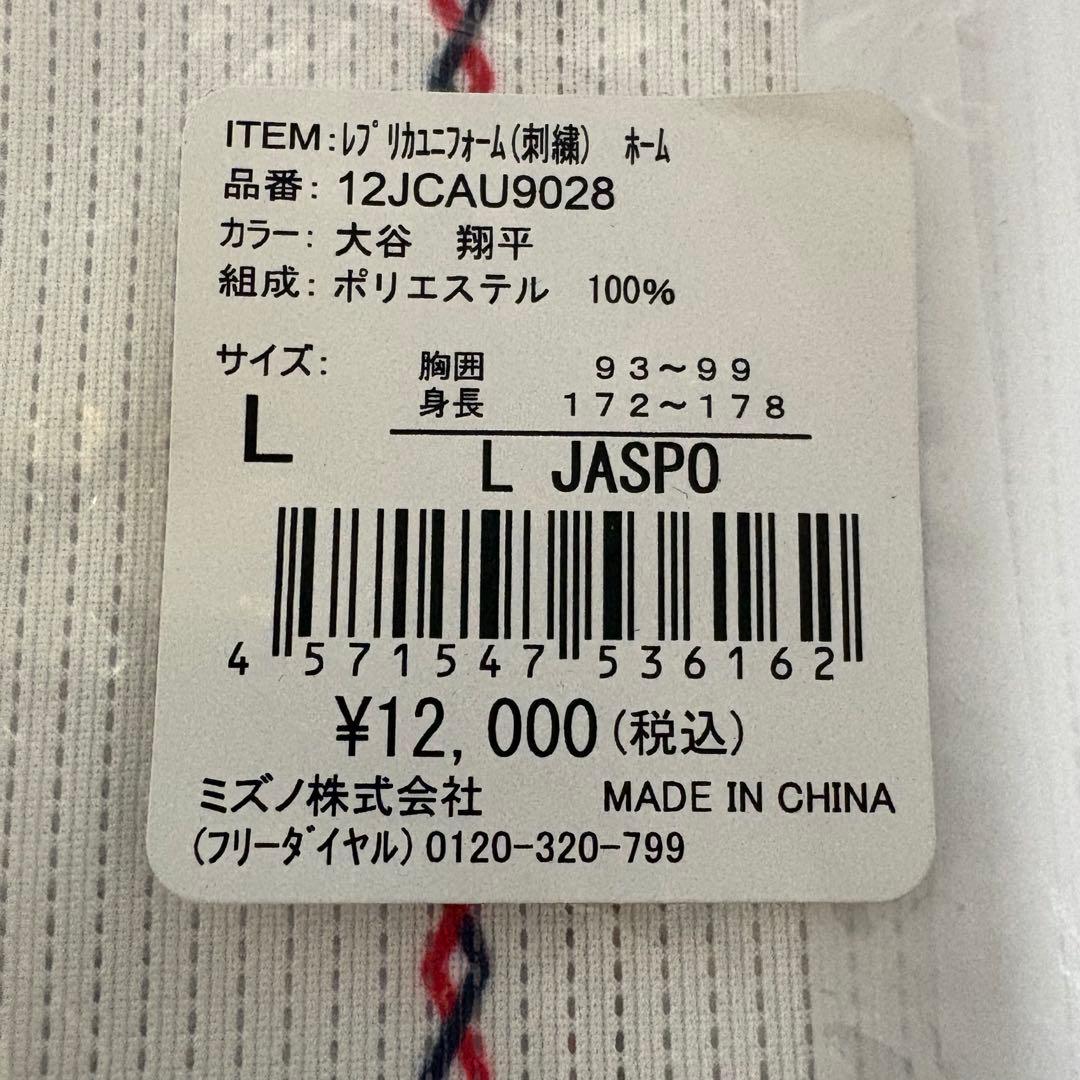 ITEM:ﾚﾌﾟﾘｶﾕﾆﾌｫｰﾑ(刺繍) ﾎｰﾑ
品番: 12JCAU9028
カラー: 大谷 翔平
組成: ポリエステル 100%
サイズ: 胸囲 93~99
身長 172~178
L
L JASPO
4 571547 536162
¥12,000(税込)
ミズノ株式会社 MADE IN CHINA
(フリーダイヤル) 0120-320-799